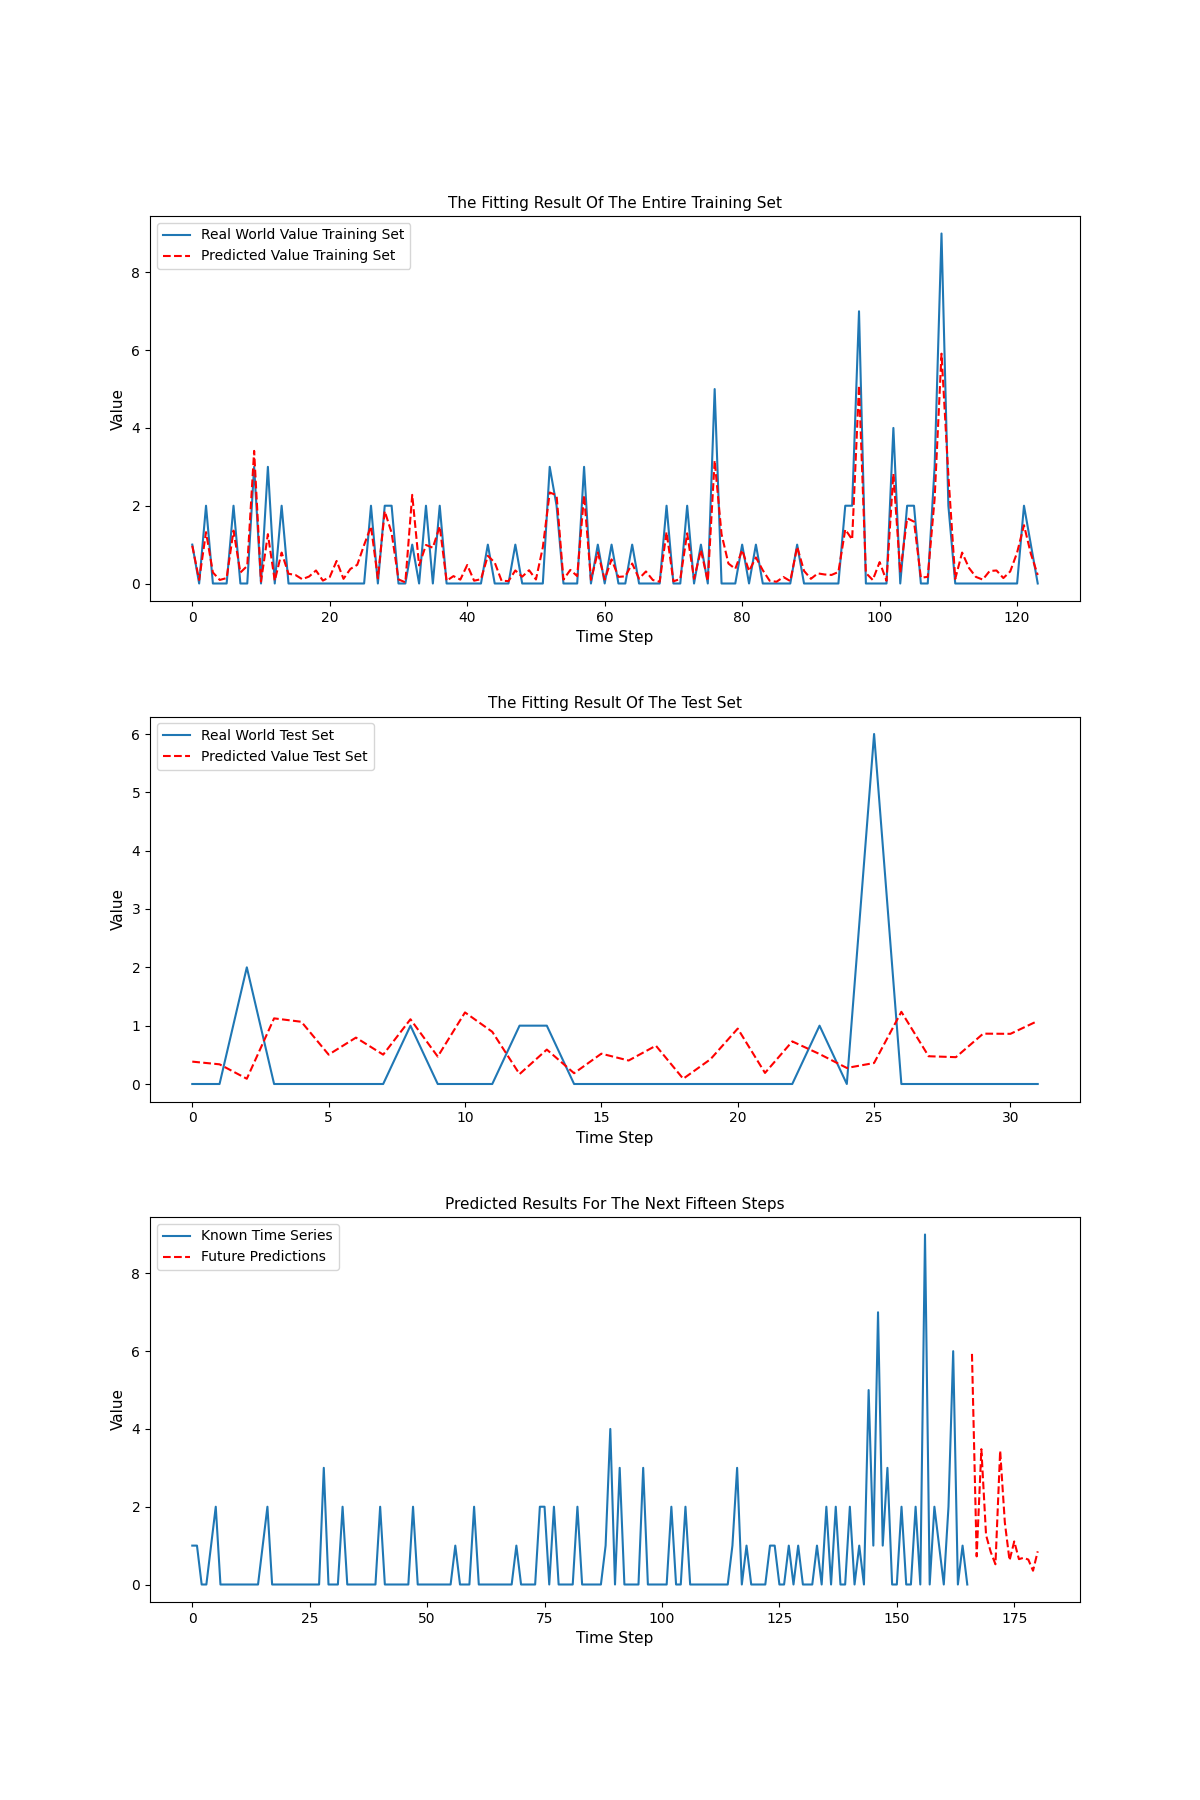 The Fitting Result Of The Entire Training Set
Real World Value Training Set
Predicted Value Training Set
8
6
4
2
0
Value
0 20 40 60 80 100 120
Time Step
The Fitting Result Of The Test Set
Real World Test Set
Predicted Value Test Set
6
5
4
3
2
1
0
Value
0 5 10 15 20 25 30
Time Step
Predicted Results For The Next Fifteen Steps
Known Time Series
Future Predictions
8
6
4
2
0
Value
0 25 50 75 100 125 150 175
Time Step